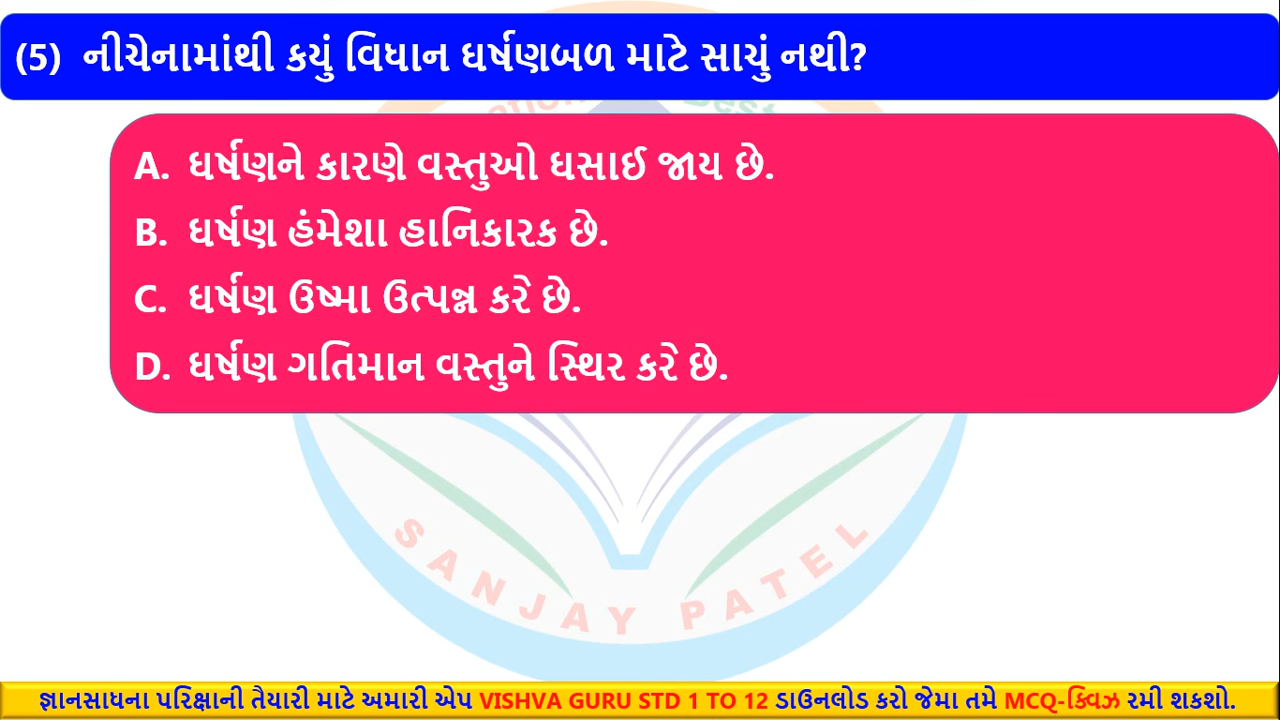 (5) નીચેનામાંથી કયું વિધાન ઘર્ષણબળ માટે સાચું નથી?
A. ઘર્ષણને કારણે વસ્તુઓ ઘસાઈ જાય છે.
B. ઘર્ષણ હંમેશા હાનિકારક છે.
C. ઘર્ષણ ઉષ્મા ઉત્પન્ન કરે છે.
D. ઘર્ષણ ગતિમાન વસ્તુને સ્થિર કરે છે.
SANJAY PATEL
જ્ઞાનસાધના પરિક્ષાની તૈયારી માટે અમારી એપ VISHVA GURU STD 1 TO 12 ડાઉનલોડ કરો જેમા તમે MCQ-ક્વિઝ રમી શકશો.